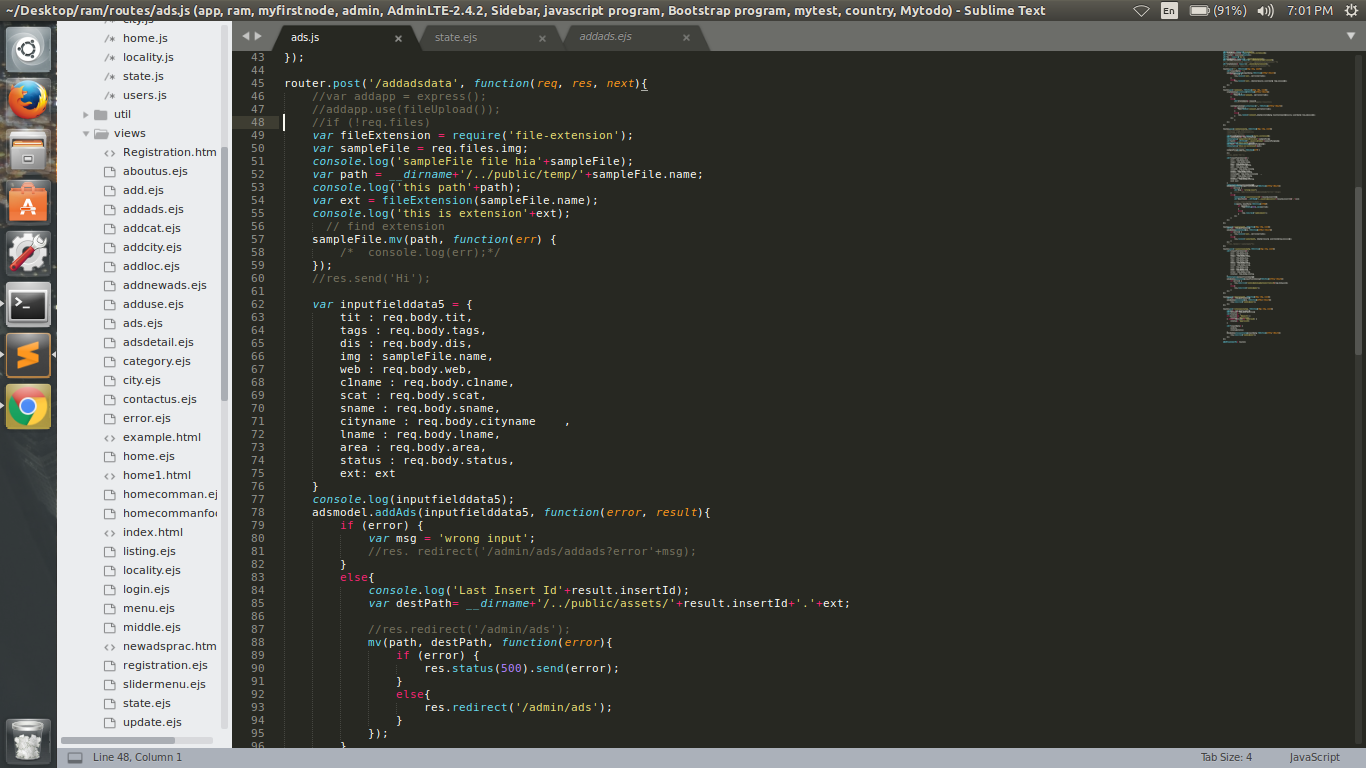 ~/Desktop/ram/routes/ads.js (app, ram, myfirstnode, admin, AdminLTE-2.4.2, Sidebar, javascript program, Bootstrap program, mytest, country, Mytodo) - Sublime Text
En
(91%)
7:01PM
city.js
home.js
locality.js
state.js
users.js
util
views
Registration.htm
aboutus.ejs
add.ejs
addads.ejs
addcat.ejs
addcity.ejs
addloc.ejs
addnewads.ejs
adduse.ejs
ads.ejs
adsdetail.ejs
category.ejs
city.ejs
contactus.ejs
error.ejs
example.html
home.ejs
home1.html
homecomman.ej
homecommanfoo
index.html
listing.ejs
locality.ejs
login.ejs
menu.ejs
middle.ejs
newadsprac.htm
registration.ejs
slidermenu.ejs
state.ejs
update.ejs
ads.js
state.ejs
addads.ejs
43 });
44
45 router.post('/addadsdata', function(req, res, next){
46 //var addapp = express();
47 //addapp.use(fileUpload());
48 //if (!req.files)
49 var fileExtension = require('file-extension');
50 var sampleFile = req.files.img;
51 console.log('sampleFile file hia'+sampleFile);
52 var path = __dirname+'/../public/temp/'+sampleFile.name;
53 console.log('this path'+path);
54 var ext = fileExtension(sampleFile.name);
55 console.log('this is extension'+ext);
56 // find extension
57 sampleFile.mv(path, function(err) {
58 /*  console.log(err);*/
59 });
60 //res.send('Hi');
61
62 var inputfielddata5 = {
63 tit : req.body.tit,
64 tags : req.body.tags,
65 dis : req.body.dis,
66 img : sampleFile.name,
67 web : req.body.web,
68 c1name : req.body.c1name,
69 scat : req.body.scat,
70 sname : req.body.sname,
71 cityname : req.body.cityname    ,
72 lname : req.body.lname,
73 area : req.body.area,
74 status : req.body.status,
75 ext: ext
76 }
77 console.log(inputfielddata5);
78 adsmodel.addAds(inputfielddata5, function(error, result){
79 if (error) {
80 var msg = 'wrong input';
81 //res. redirect('/admin/ads/addads?error'+msg);
82 }
83 else{
84 console.log('Last Insert Id'+result.insertId);
85 var destPath= __dirname+'/../public/assets/'+result.insertId+'.'+ext;
86
87 //res.redirect('/admin/ads');
88 mv(path, destPath, function(error){
89 if (error) {
90 res.status(500).send(error);
91 }
92 else{
93 res.redirect('/admin/ads');
94 }
95 });
96 }
Line 48, Column 1
Tab Size: 4
JavaScript